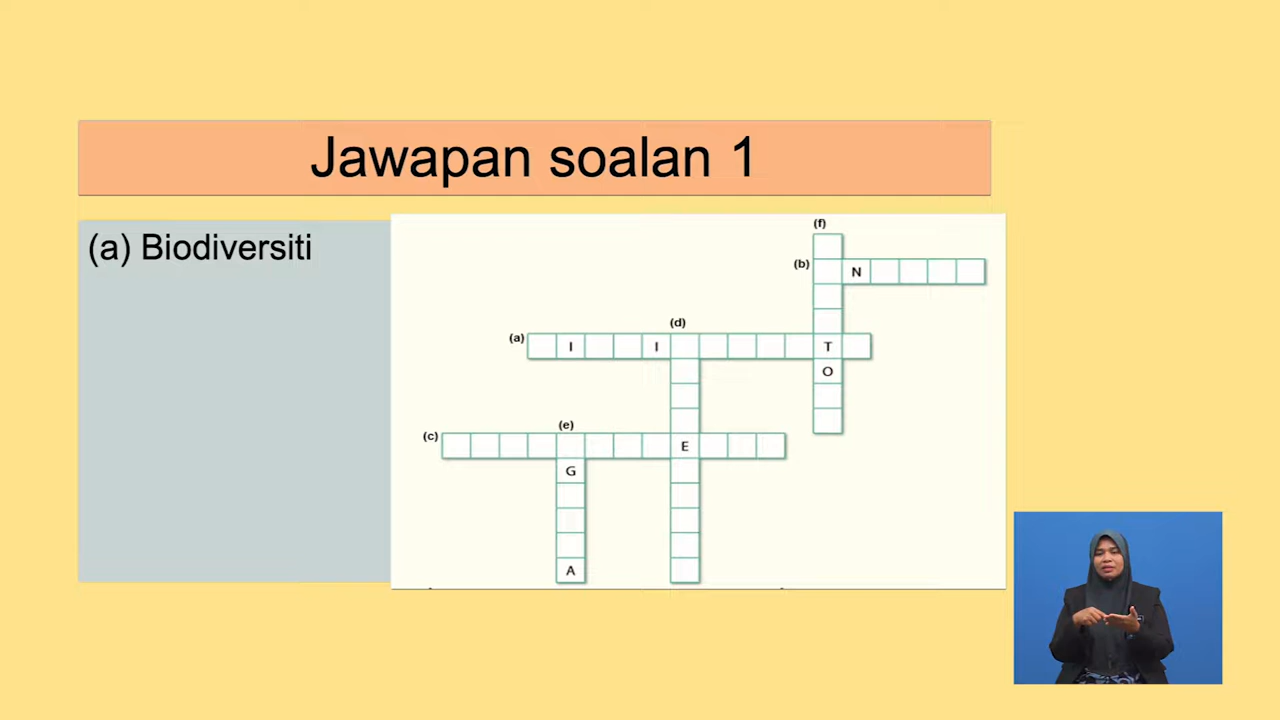 Jawapan soalan 1
(a) Biodiversiti
(f)
(b) N
(d)
(a) I I T
O
(e)
(c) E
G
A